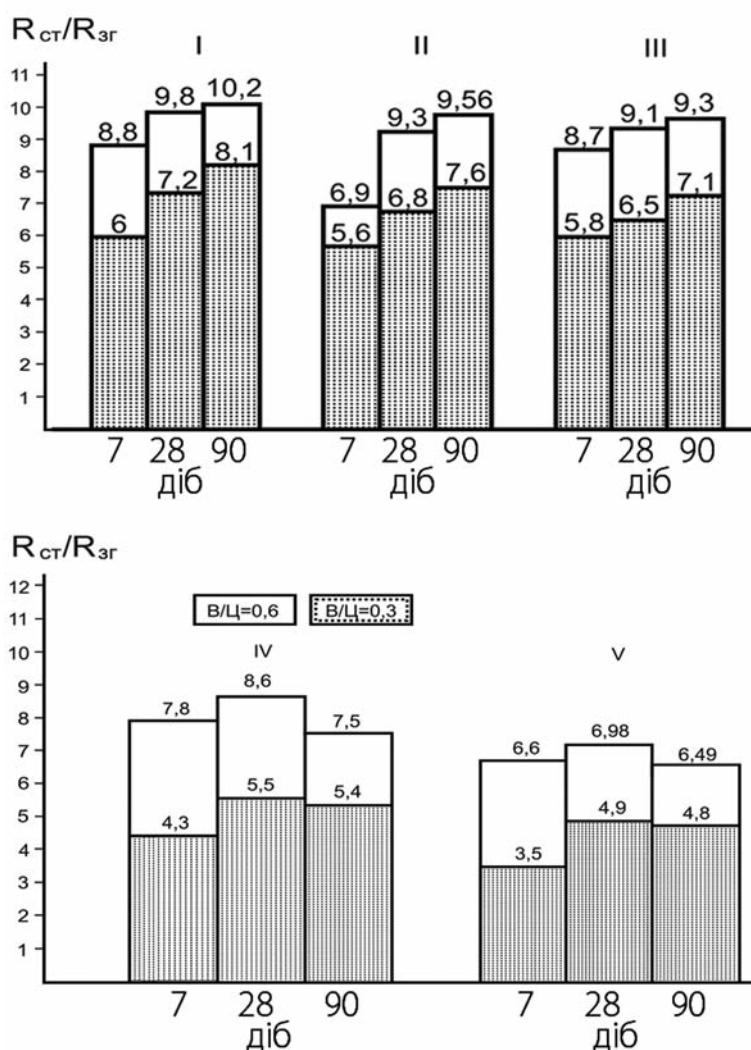 Rст/Rзг
I II III
11
10
9
8
7
6
5
4
3
2
1
8,8 9,8 10,2
6 7,2 8,1
6,9 9,3 9,56
5,6 6,8 7,6
8,7 9,1 9,3
5,8 6,5 7,1
7 28 90 7 28 90 7 28 90
діб діб діб
Rст/Rзг
12
11
10
9
8
7
6
5
4
3
2
1
В/Ц=0,6 В/Ц=0,3
IV V
7,8 8,6 7,5
4,3 5,5 5,4
6,6 6,98 6,49
3,5 4,9 4,8
7 28 90 7 28 90
діб діб